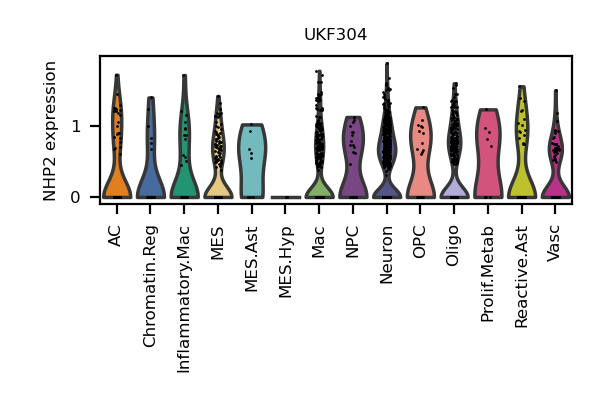 UKF304
NHP2 expression
1
0
AC
Chromatin.Reg
Inflammatory.Mac
MES
MES.Ast
MES.Hyp
Mac
NPC
Neuron
OPC
Oligo
Prolif.Metab
Reactive.Ast
Vasc